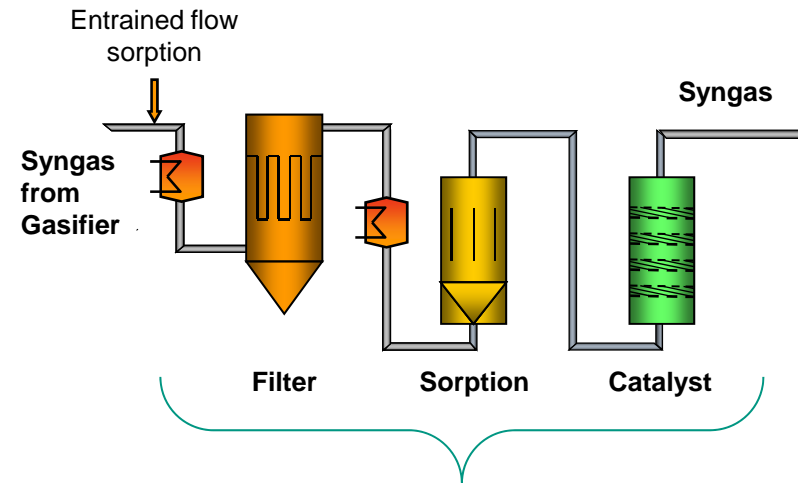 Entrained flow
sorption
Syngas
Syngas
from
Gasifier
Filter
Sorption
Catalyst